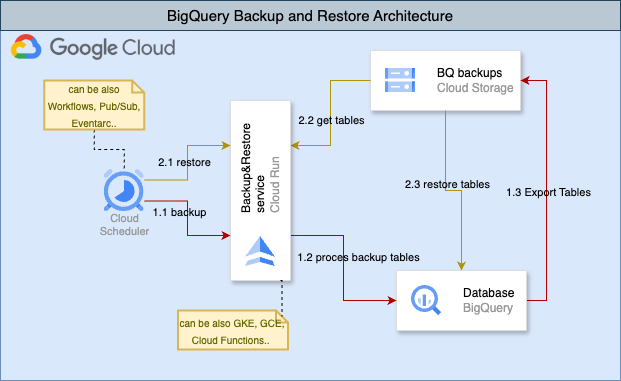 BigQuery Backup and Restore Architecture
Google Cloud
can be also
Workflows, Pub/Sub,
Eventarc..
BQ backups
Cloud Storage
2.2 get tables
2.1 restore
Backup&Restore
service
Cloud Run
2.3 restore tables
1.3 Export Tables
1.1 backup
Cloud
Scheduler
1.2 proces backup tables
Database
BigQuery
can be also GKE, GCE,
Cloud Functions..